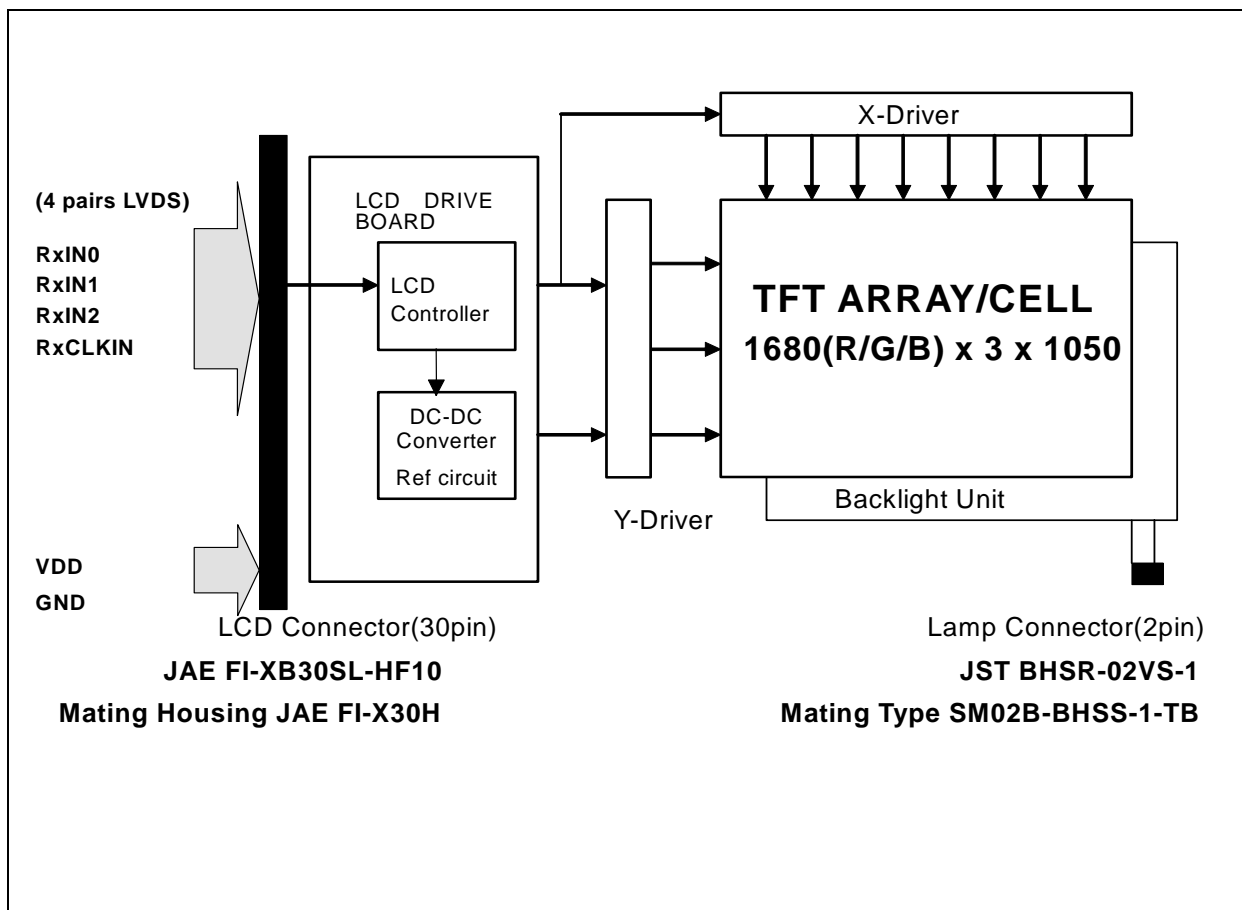 X-Driver
(4 pairs LVDS)
RxIN0
RxIN1
RxIN2
RxCLKIN
LCD DRIVE
BOARD
LCD
Controller
DC-DC
Converter
Ref circuit
TFT ARRAY/CELL
1680(R/G/B) x 3 x 1050
Backlight Unit
Y-Driver
VDD
GND
LCD Connector(30pin)
JAE FI-XB30SL-HF10
Mating Housing JAE FI-X30H
Lamp Connector(2pin)
JST BHSR-02VS-1
Mating Type SM02B-BHSS-1-TB